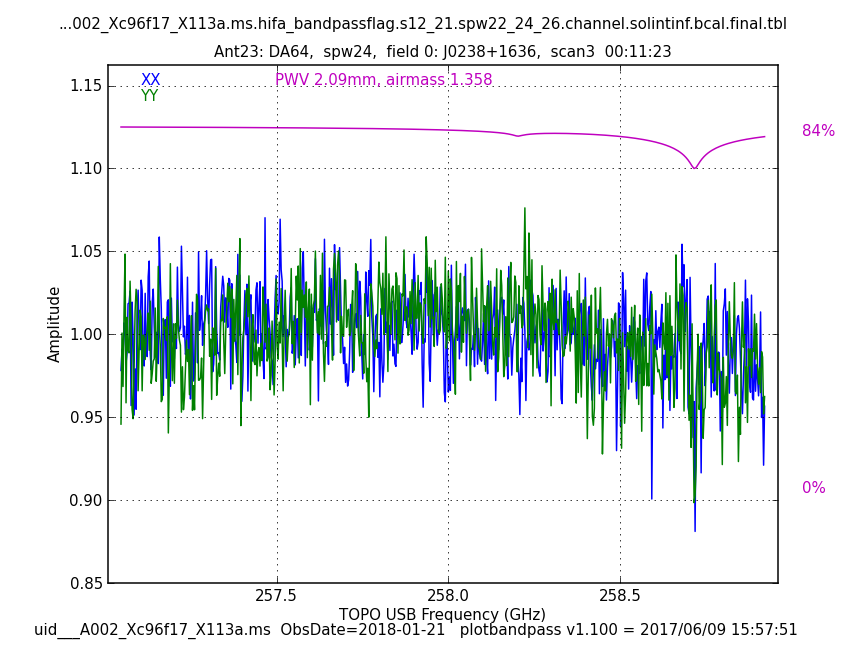 ...002_Xc96f17_X113a.ms.hifa_bandpassflag.s12_21.spw22_24_26.channel.solintinf.bcal.final.tbl
Ant23: DA64,  spw24,  field 0: J0238+1636,  scan3  00:11:23
XX
PWV 2.09mm, airmass 1.358
YY
1.15
84%
1.10
1.05
1.00
Amplitude
0.95
0%
0.90
0.85
257.5
258.0
258.5
TOPO USB Frequency (GHz)
uid___A002_Xc96f17_X113a.ms  ObsDate=2018-01-21   plotbandpass v1.100 = 2017/06/09 15:57:51